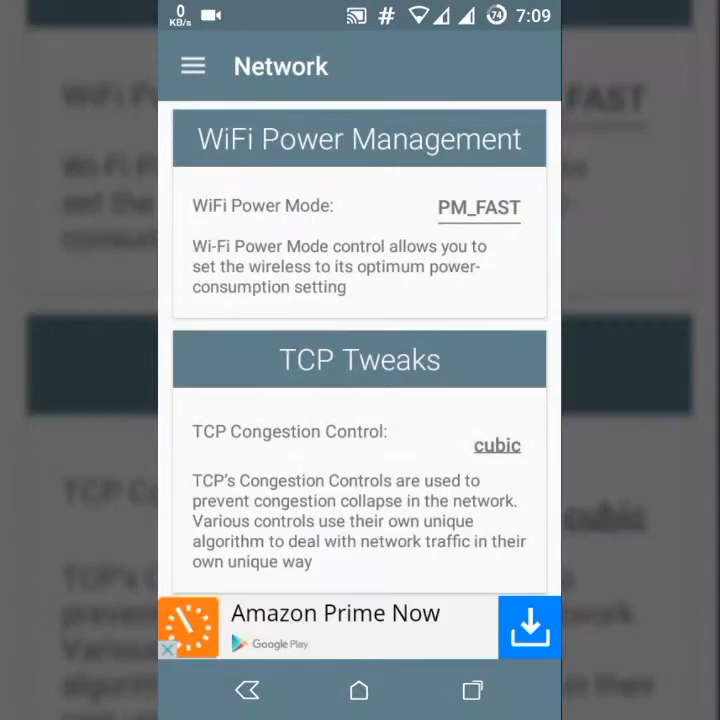 0
KB/s
# 74 7:09
Network
WiFi Power Management
WiFi Power Mode: PM_FAST
Wi-Fi Power Mode control allows you to
set the wireless to its optimum power-
consumption setting
TCP Tweaks
TCP Congestion Control:
cubic
TCP's Congestion Controls are used to
prevent congestion collapse in the network.
Various controls use their own unique
algorithm to deal with network traffic in their
own unique way
Amazon Prime Now
Google Play